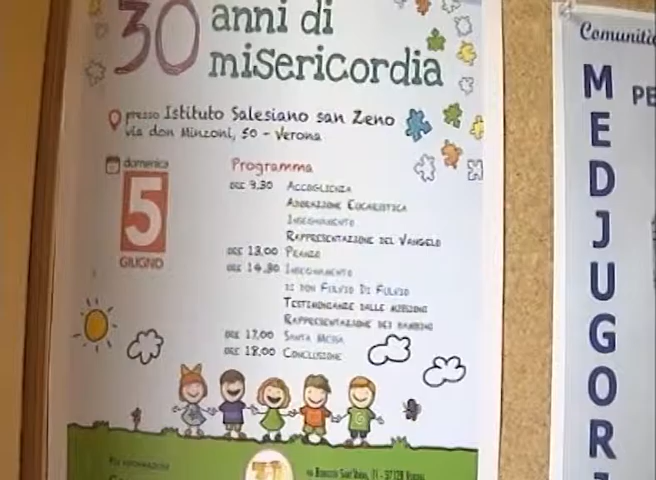 30 anni di
misericordia
presso Istituto Salesiano san Zeno
via don Minzoni, 50 - Verona
domenica
5
GIUGNO
Programma
ORE 9.30 ACCOGLIENZA
ADORAZIONE EUCARISTICA
INSEGNAMENTO
RAPPRESENTAZIONE DEL VANGELO
ORE 13.00 PRANZO
ORE 14.30 INSEGNAMENTO
DI DON FULVIO DI FULVIO
TESTIMONIANZE DALLE MISSIONI
RAPPRESENTAZIONE DEI BAMBINI
ORE 17.00 SANTA MESSA
ORE 18.00 CONCLUSIONE
PER INFORMAZIONI
Comunità
PE
MEDJUGOR